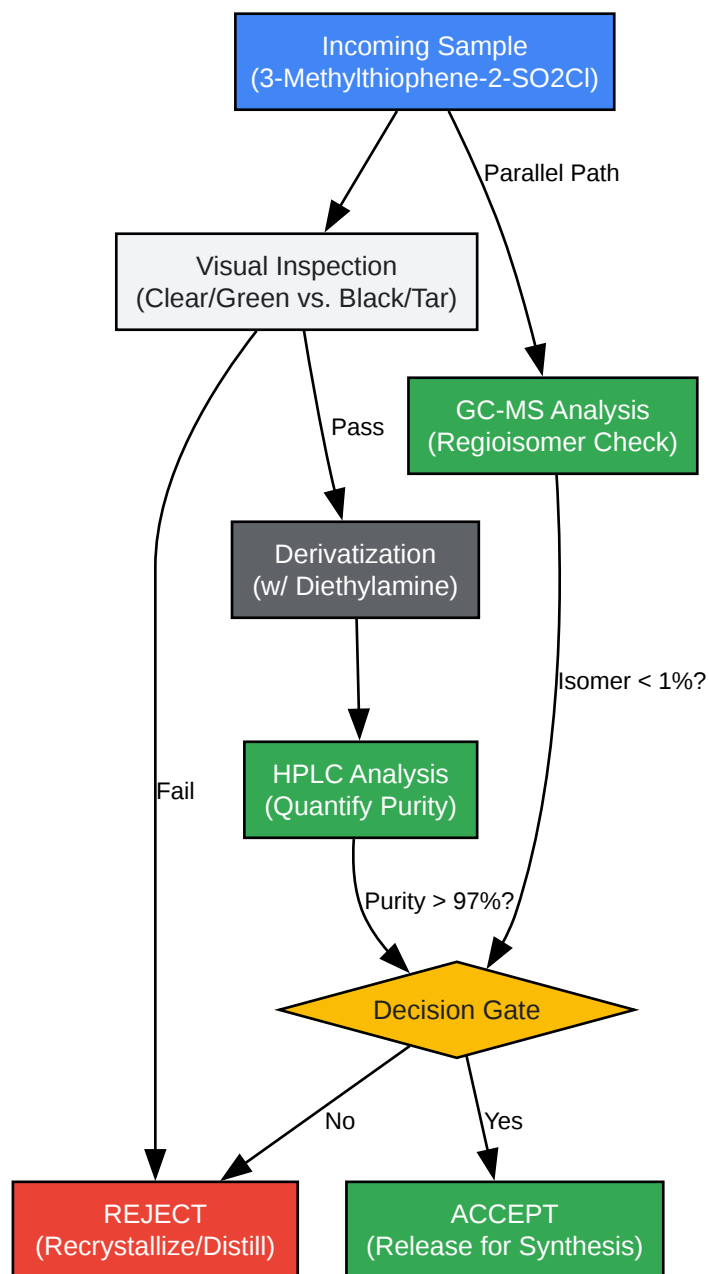 Incoming Sample
(3-Methylthiophene-2-SO2Cl)
Parallel Path
Visual Inspection
(Clear/Green vs. Black/Tar)
GC-MS Analysis
(Regioisomer Check)
Pass
Derivatization
(w/ Diethylamine)
Isomer < 1%?
HPLC Analysis
(Quantify Purity)
Fail
Purity > 97%?
Decision Gate
No
Yes
REJECT
(Recrystallize/Distill)
ACCEPT
(Release for Synthesis)